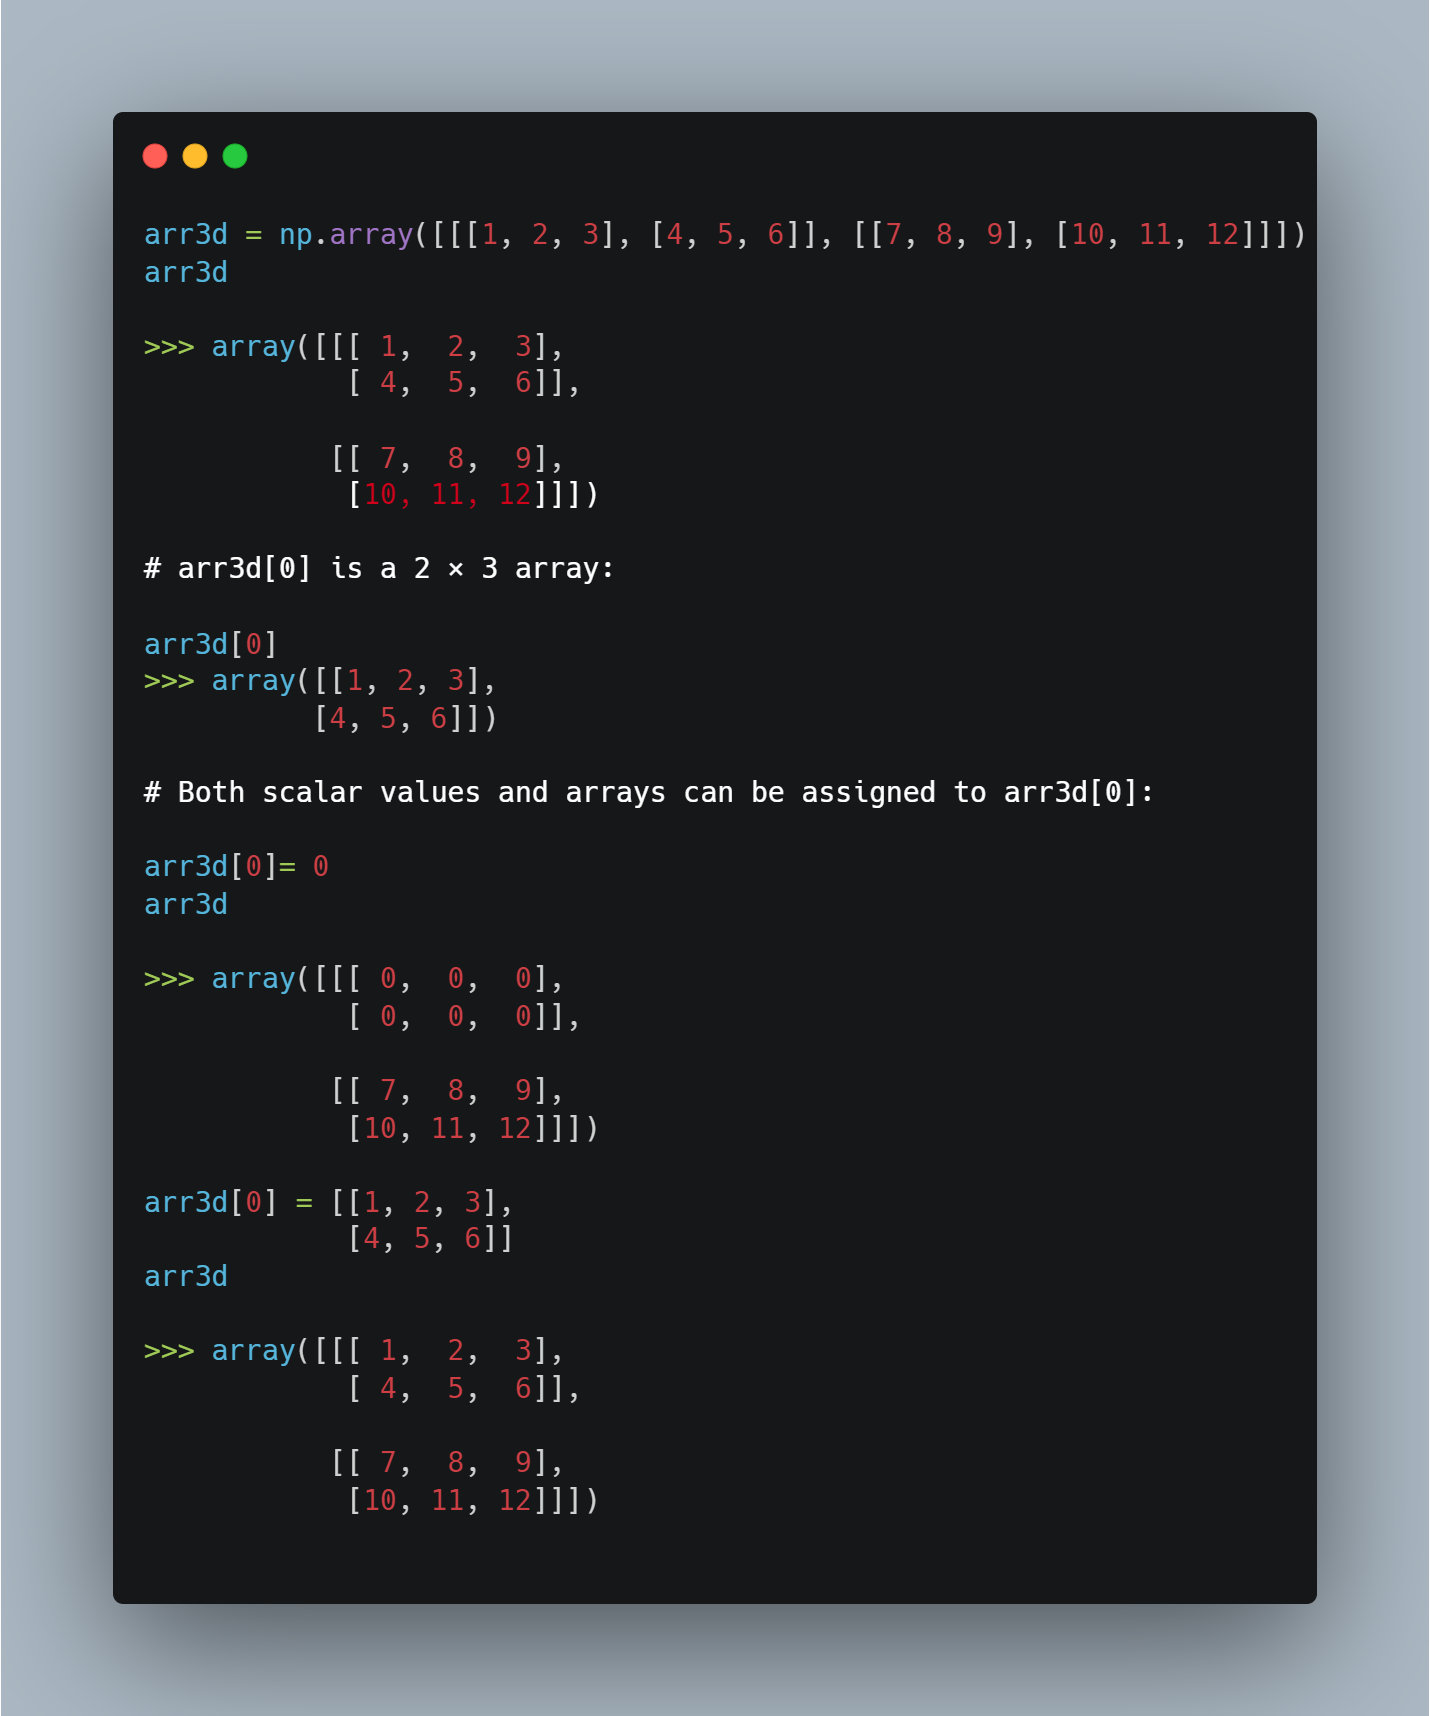 arr3d = np.array([[[1, 2, 3], [4, 5, 6]], [[7, 8, 9], [10, 11, 12]]])
arr3d
>>> array([[[ 1,  2,  3],
            [ 4,  5,  6]],
           [[ 7,  8,  9],
            [10, 11, 12]]])
# arr3d[0] is a 2 × 3 array:
arr3d[0]
>>> array([[1, 2, 3],
          [4, 5, 6]])
# Both scalar values and arrays can be assigned to arr3d[0]:
arr3d[0]= 0
arr3d
>>> array([[[ 0,  0,  0],
            [ 0,  0,  0]],
           [[ 7,  8,  9],
            [10, 11, 12]]])
arr3d[0] = [[1, 2, 3],
            [4, 5, 6]]
arr3d
>>> array([[[ 1,  2,  3],
            [ 4,  5,  6]],
           [[ 7,  8,  9],
            [10, 11, 12]]])